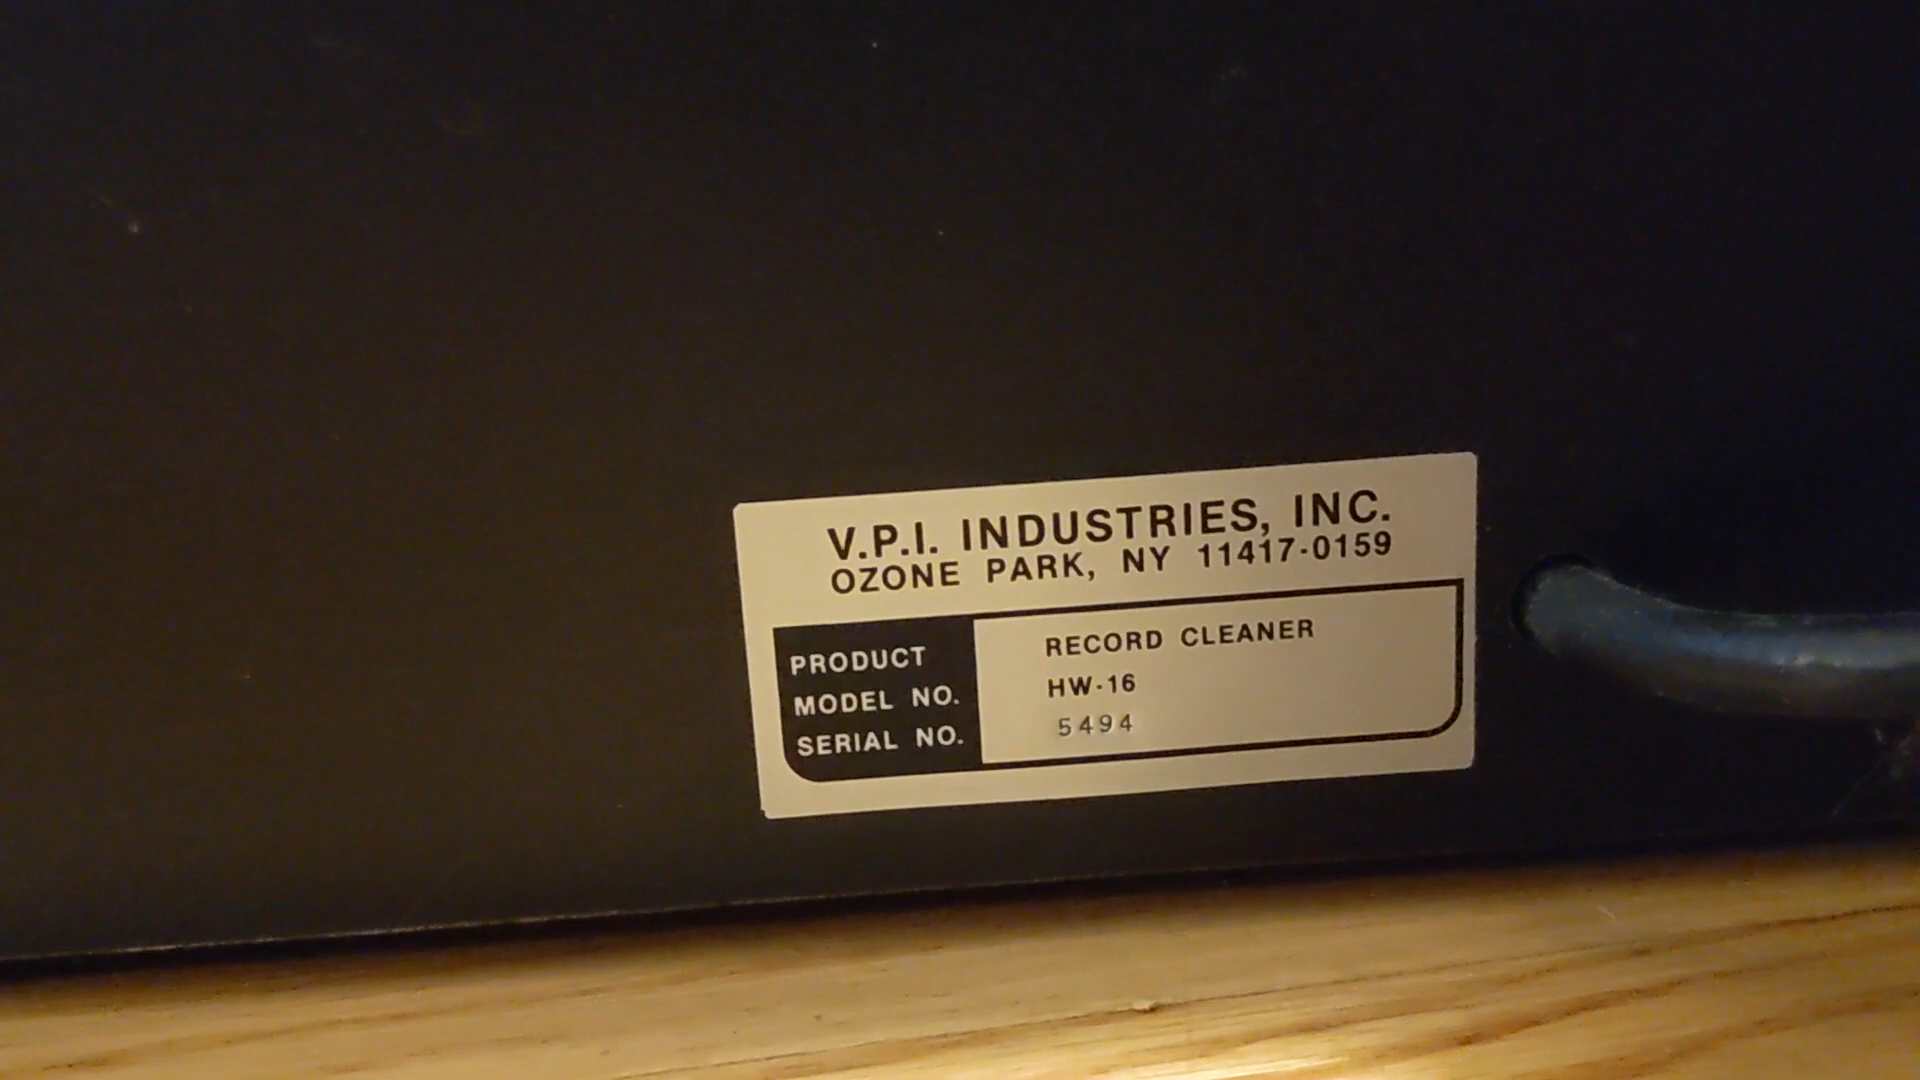 V.P.I. INDUSTRIES, INC.
OZONE PARK, NY 11417-0159
PRODUCT RECORD CLEANER
MODEL NO. HW-16
SERIAL NO. 5494